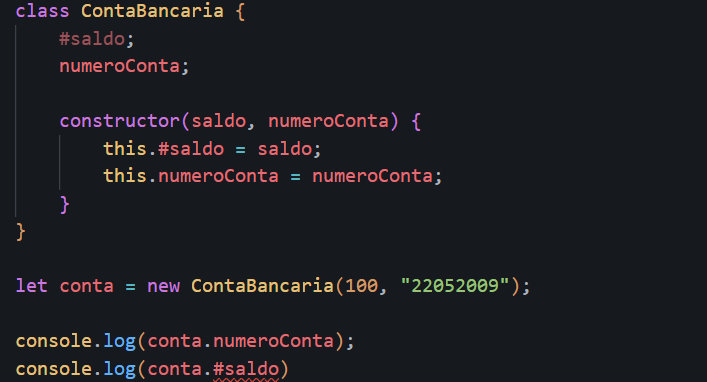 class ContaBancaria {
#saldo;
numeroConta;
constructor(saldo, numeroConta) {
this.#saldo = saldo;
this.numeroConta = numeroConta;
}
}
let conta = new ContaBancaria(100, "22052009");
console.log(conta.numeroConta);
console.log(conta.#saldo)